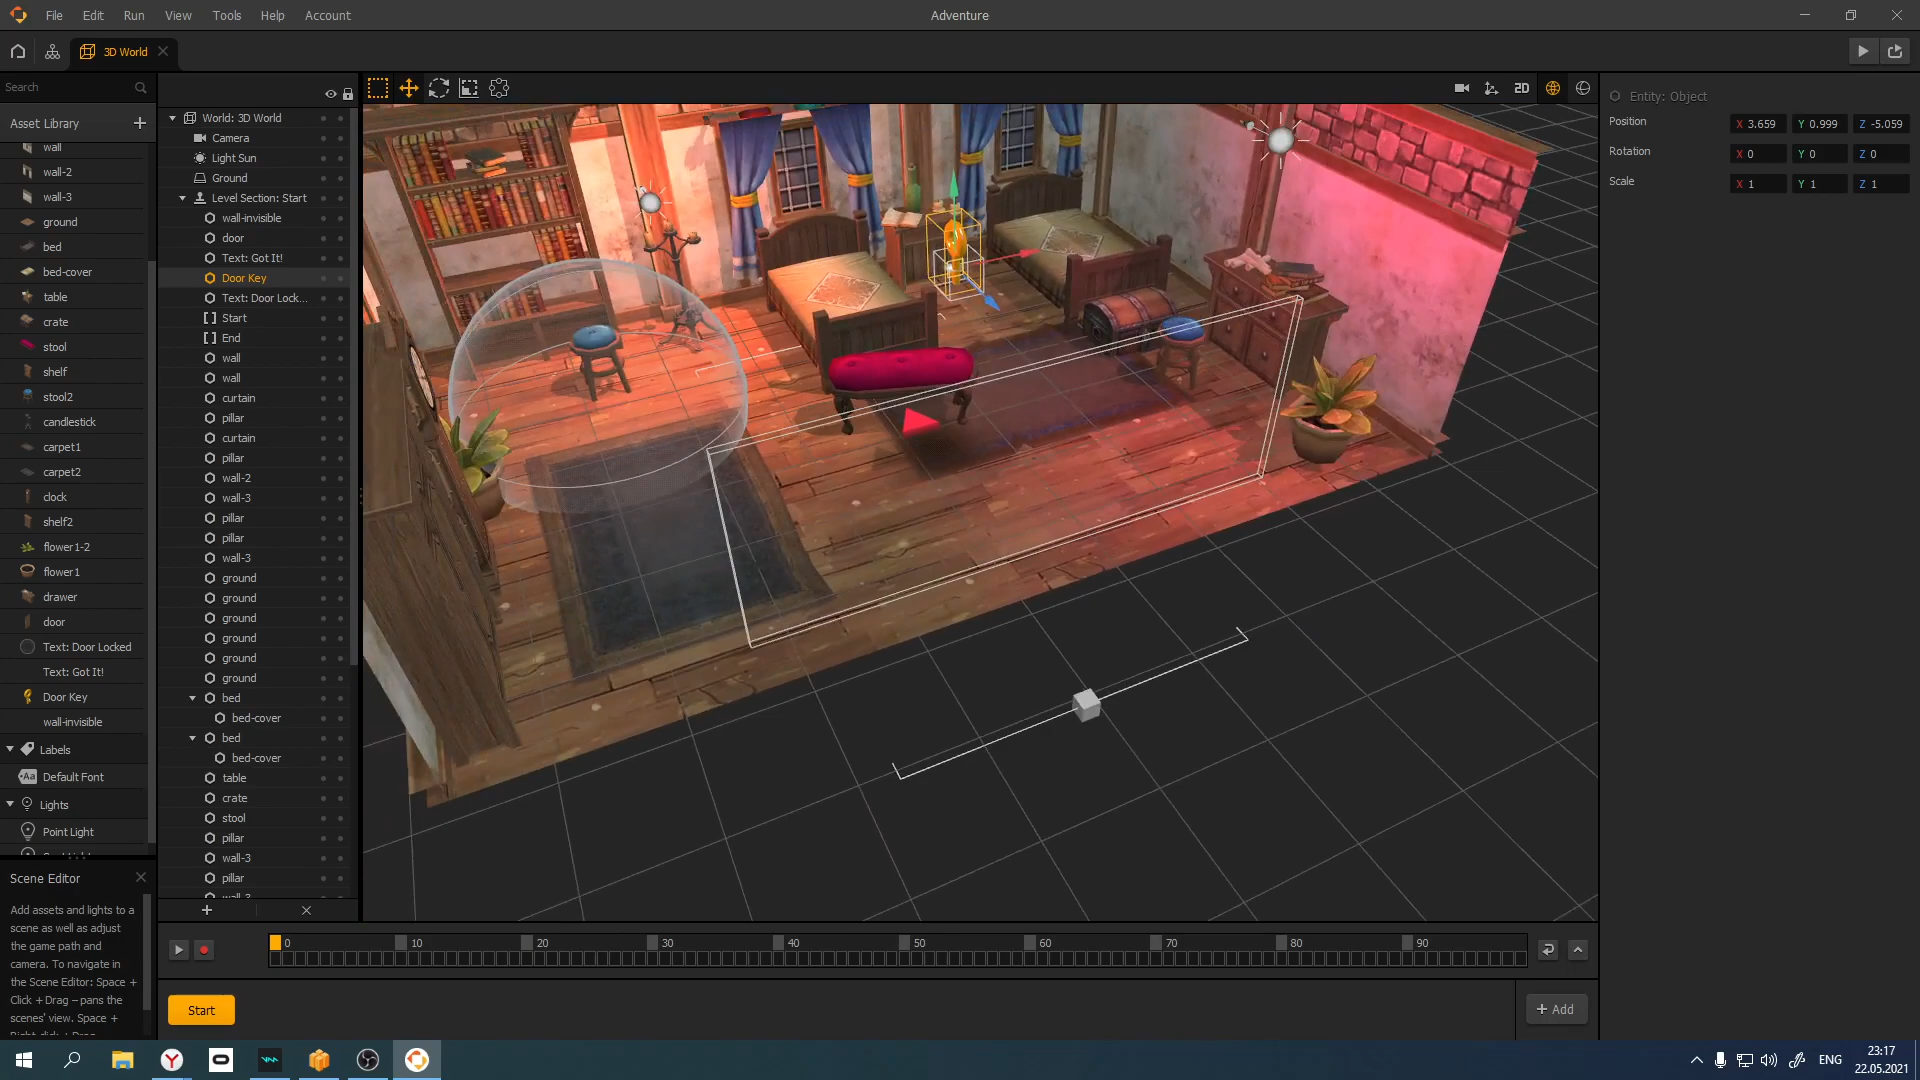 File Edit Run View Tools Help Account
Adventure
3D World
Search
Asset Library
wall
wall-2
wall-3
ground
bed
bed-cover
table
crate
stool
shelf
stool2
candlestick
carpet1
carpet2
clock
shelf2
flower1-2
flower1
drawer
door
Text: Door Locked
Text: Got It!
Door Key
wall-invisible
Labels
Aa Default Font
Lights
Point Light
Scene Editor
Add assets and lights to a
scene as well as adjust
the game path and
camera. To navigate in
the Scene Editor: Space +
Click + Drag – pans the
scenes' view. Space +
Right click + Drag
World: 3D World
Camera
Light Sun
Ground
Level Section: Start
wall-invisible
door
Text: Got It!
Door Key
Text: Door Lock...
Start
End
wall
wall
curtain
pillar
curtain
pillar
wall-2
wall-3
pillar
pillar
wall-3
ground
ground
ground
ground
ground
ground
bed
bed-cover
bed
bed-cover
table
crate
stool
pillar
wall-3
pillar
wall-3
2D
Entity: Object
Position X 3.659 Y 0.999 Z -5.059
Rotation X 0 Y 0 Z 0
Scale X 1 Y 1 Z 1
0 10 20 30 40 50 60 70 80 90
Start
+ Add
ENG
23:17
22.05.2021